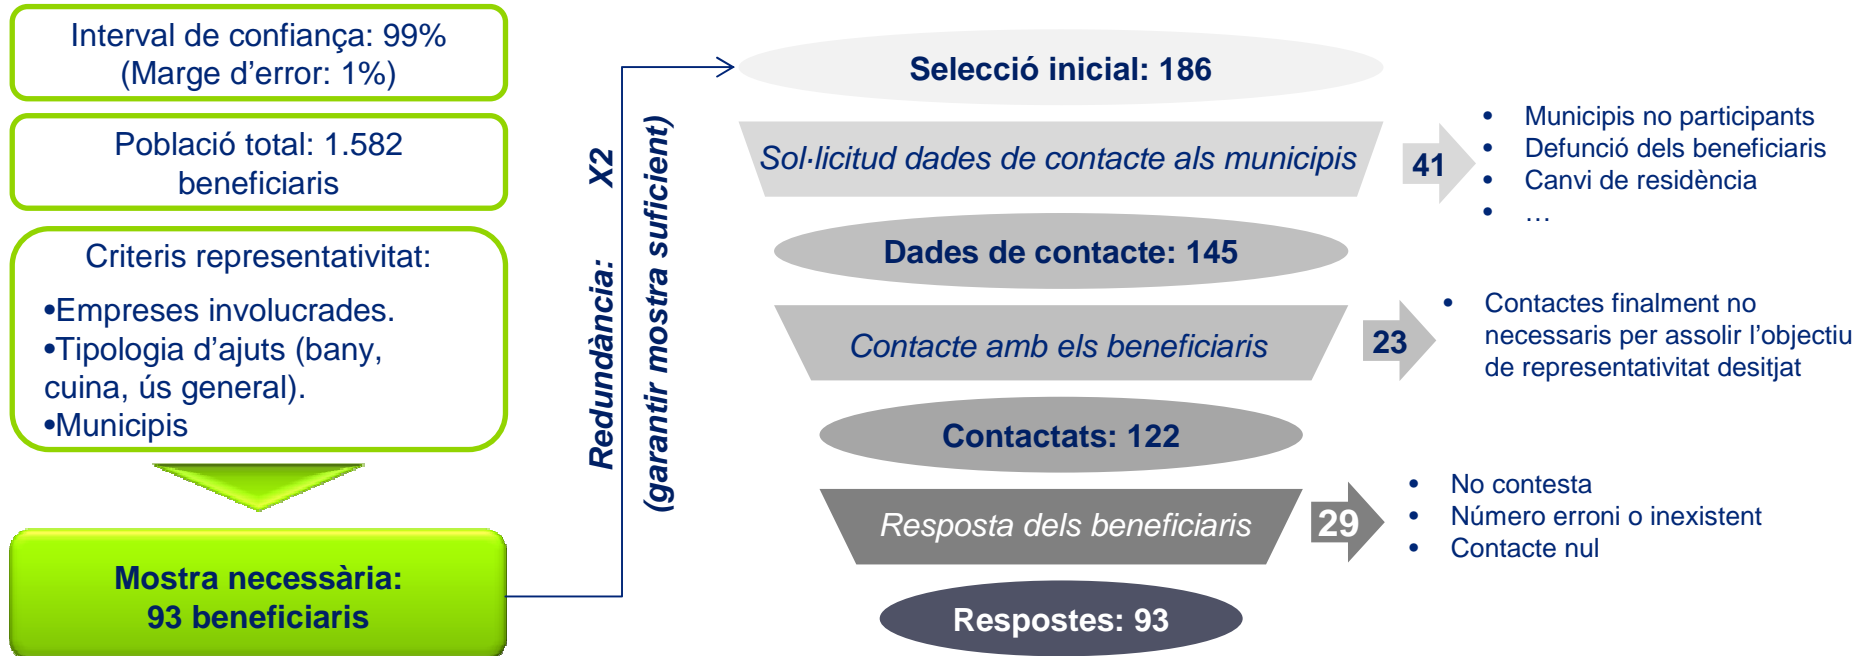 Interval de confiança: 99%
(Marge d'error: 1%)
Població total: 1.582
beneficiaris
Criteris representativitat:
•Empreses involucrades.
•Tipologia d'ajuts (bany,
cuina, ús general).
•Municipis
Mostra necessària:
93 beneficiaris
Redundància: X2
(garantir mostra suficient)
Selecció inicial: 186
Sol·licitud dades de contacte als municipis
41
• Municipis no participants
• Defunció dels beneficiaris
• Canvi de residència
• …
Dades de contacte: 145
Contacte amb els beneficiaris
23
• Contactes finalment no
necessaris per assolir l'objectiu
de representativitat desitjat
Contactats: 122
Resposta dels beneficiaris
29
• No contesta
• Número erroni o inexistent
• Contacte nul
Respostes: 93